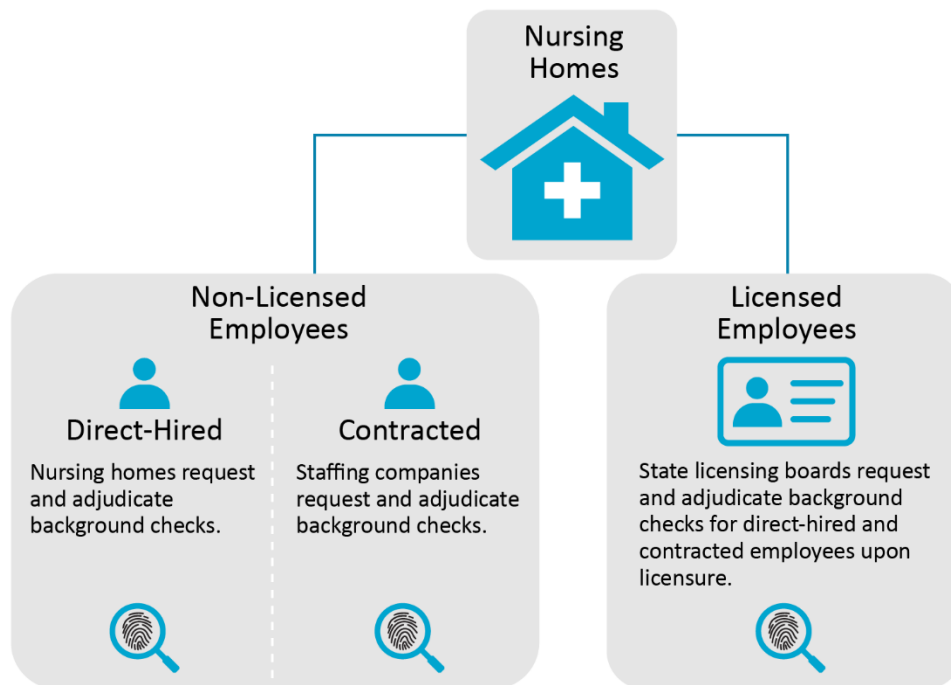 Nursing
Homes
Non-Licensed
Employees
Direct-Hired
Nursing homes request
and adjudicate
background checks.
Contracted
Staffing companies
request and adjudicate
background checks.
Licensed
Employees
State licensing boards request
and adjudicate background
checks for direct-hired and
contracted employees upon
licensure.